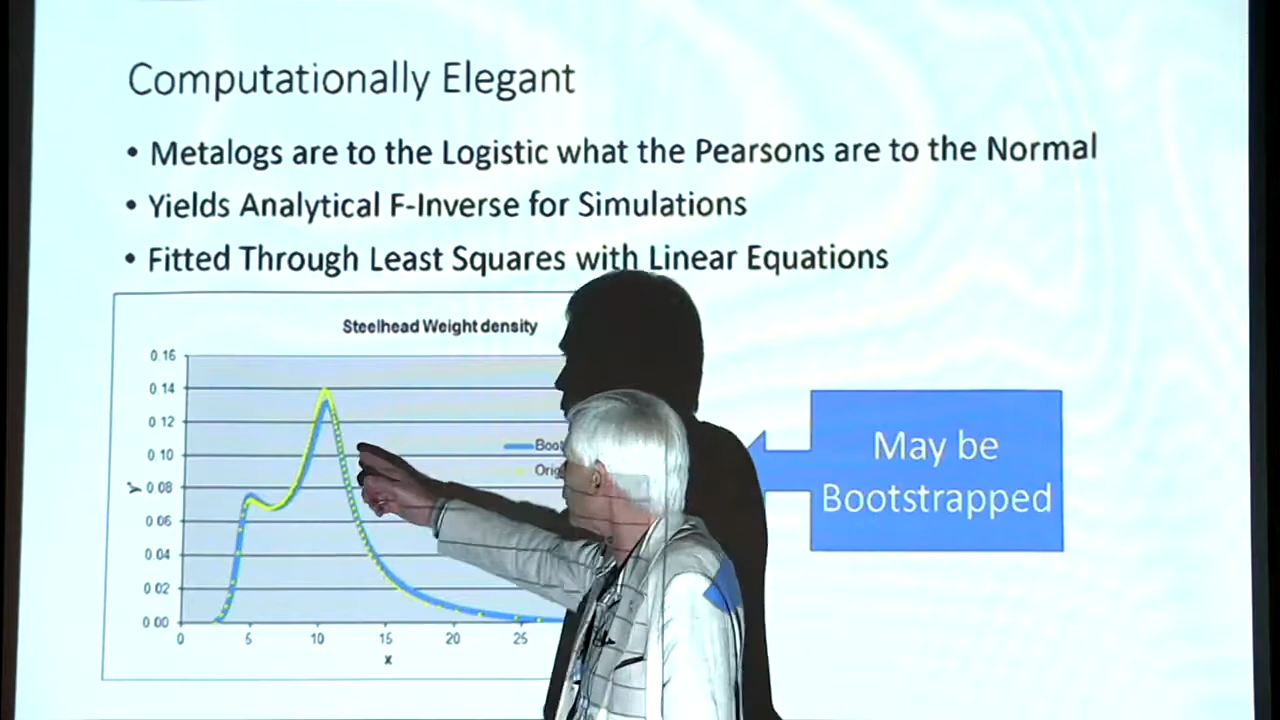 Computationally Elegant
• Metalogs are to the Logistic what the Pearsons are to the Normal
• Yields Analytical F-Inverse for Simulations
• Fitted Through Least Squares with Linear Equations
Steelhead Weight density
0.16
0.14
0.12
0.10
0.08
0.06
0.04
0.02
0.00
Y
0 5 10 15 20 25
x
May be
Bootstrapped